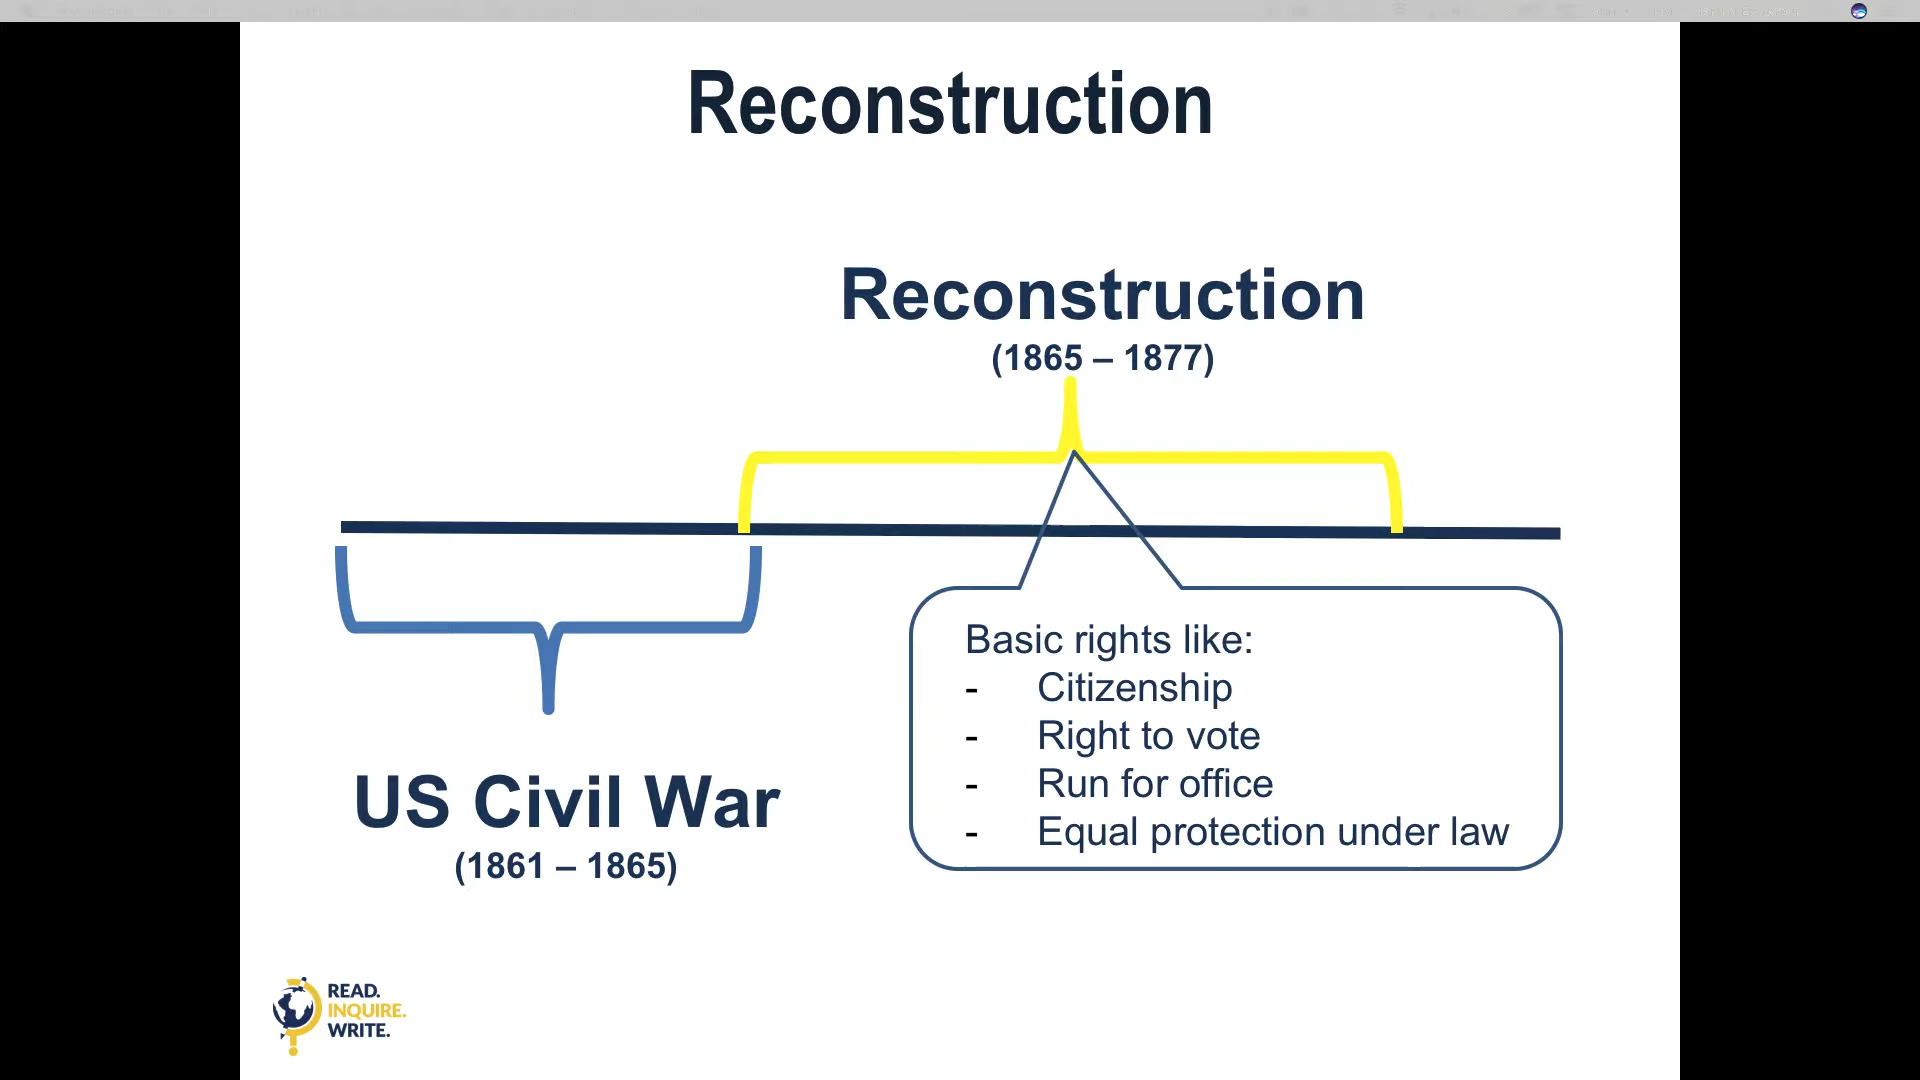 Reconstruction
Reconstruction
(1865 – 1877)
Basic rights like:
- Citizenship
- Right to vote
- Run for office
- Equal protection under law
US Civil War
(1861 – 1865)
READ.
INQUIRE.
WRITE.